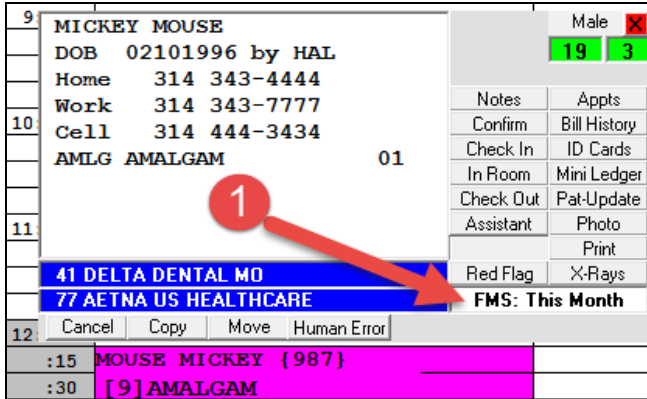 9
MICKEY MOUSE
Male X
DOB 02101996 by HAL
19 3
Home 314 343-4444
Work 314 343-7777
Notes Appts
10
Cell 314 444-3434
Confirm Bill History
AMLG AMALGAM 01
Check In ID Cards
In Room Mini Ledger
1
Check Out Pat-Update
11
Assistant Photo
Print
41 DELTA DENTAL MO
Red Flag X-Rays
77 AETNA US HEALTHCARE
FMS: This Month
12
Cancel Copy Move Human Error
:15 MOUSE MICKEY {987}
:30 [9]AMALGAM